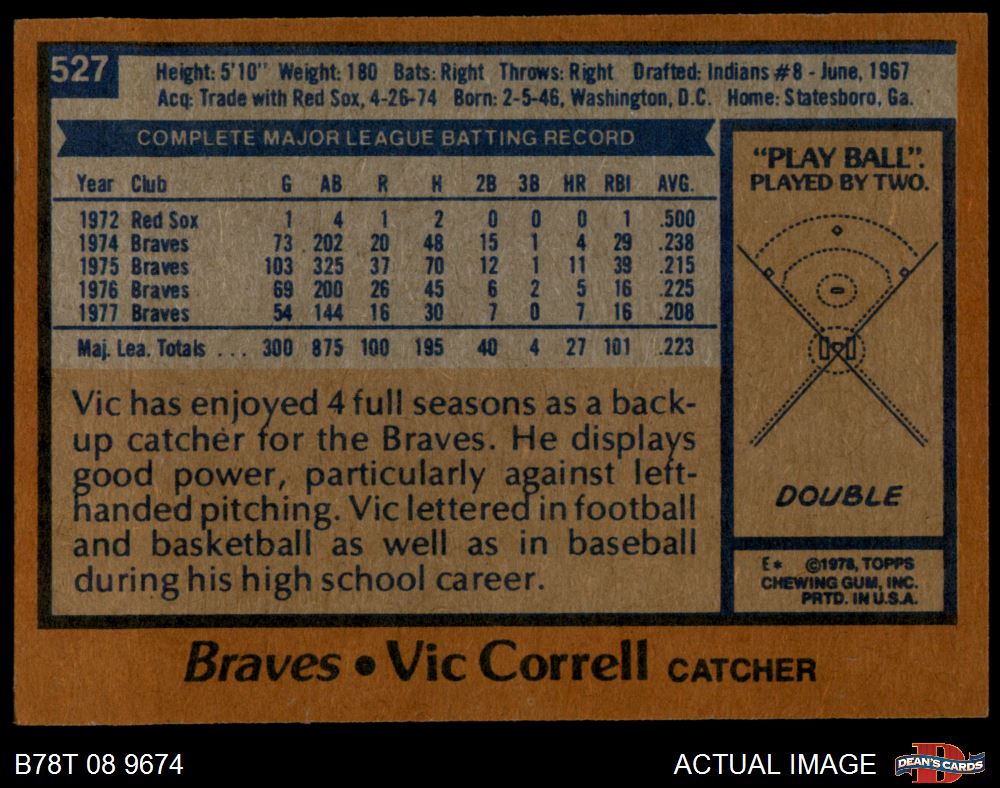 527
Height: 5'10" Weight: 180 Bats: Right Throws: Right Drafted: Indians #8 - June, 1967
Acq: Trade with Red Sox, 4-26-74 Born: 2-5-46, Washington, D.C. Home: Statesboro, Ga.
COMPLETE MAJOR LEAGUE BATTING RECORD
Year Club G AB R H 2B 3B HR RBI AVG.
1972 Red Sox 1 4 1 2 0 0 0 1 .500
1974 Braves 73 202 20 48 15 1 4 29 .238
1975 Braves 103 325 37 70 12 1 11 39 .215
1976 Braves 69 200 26 45 6 2 5 16 .225
1977 Braves 54 144 16 30 7 0 7 16 .208
Maj. Lea. Totals ... 300 875 100 195 40 4 27 101 .223
Vic has enjoyed 4 full seasons as a back-
up catcher for the Braves. He displays
good power, particularly against left-
handed pitching. Vic lettered in football
and basketball as well as in baseball
during his high school career.
"PLAY BALL".
PLAYED BY TWO.
DOUBLE
E* ©1978, TOPPS
CHEWING GUM, INC.
PRTD. IN U.S.A.
Braves • Vic Correll CATCHER
B78T 08 9674
ACTUAL IMAGE
D
DEAN'S CARDS